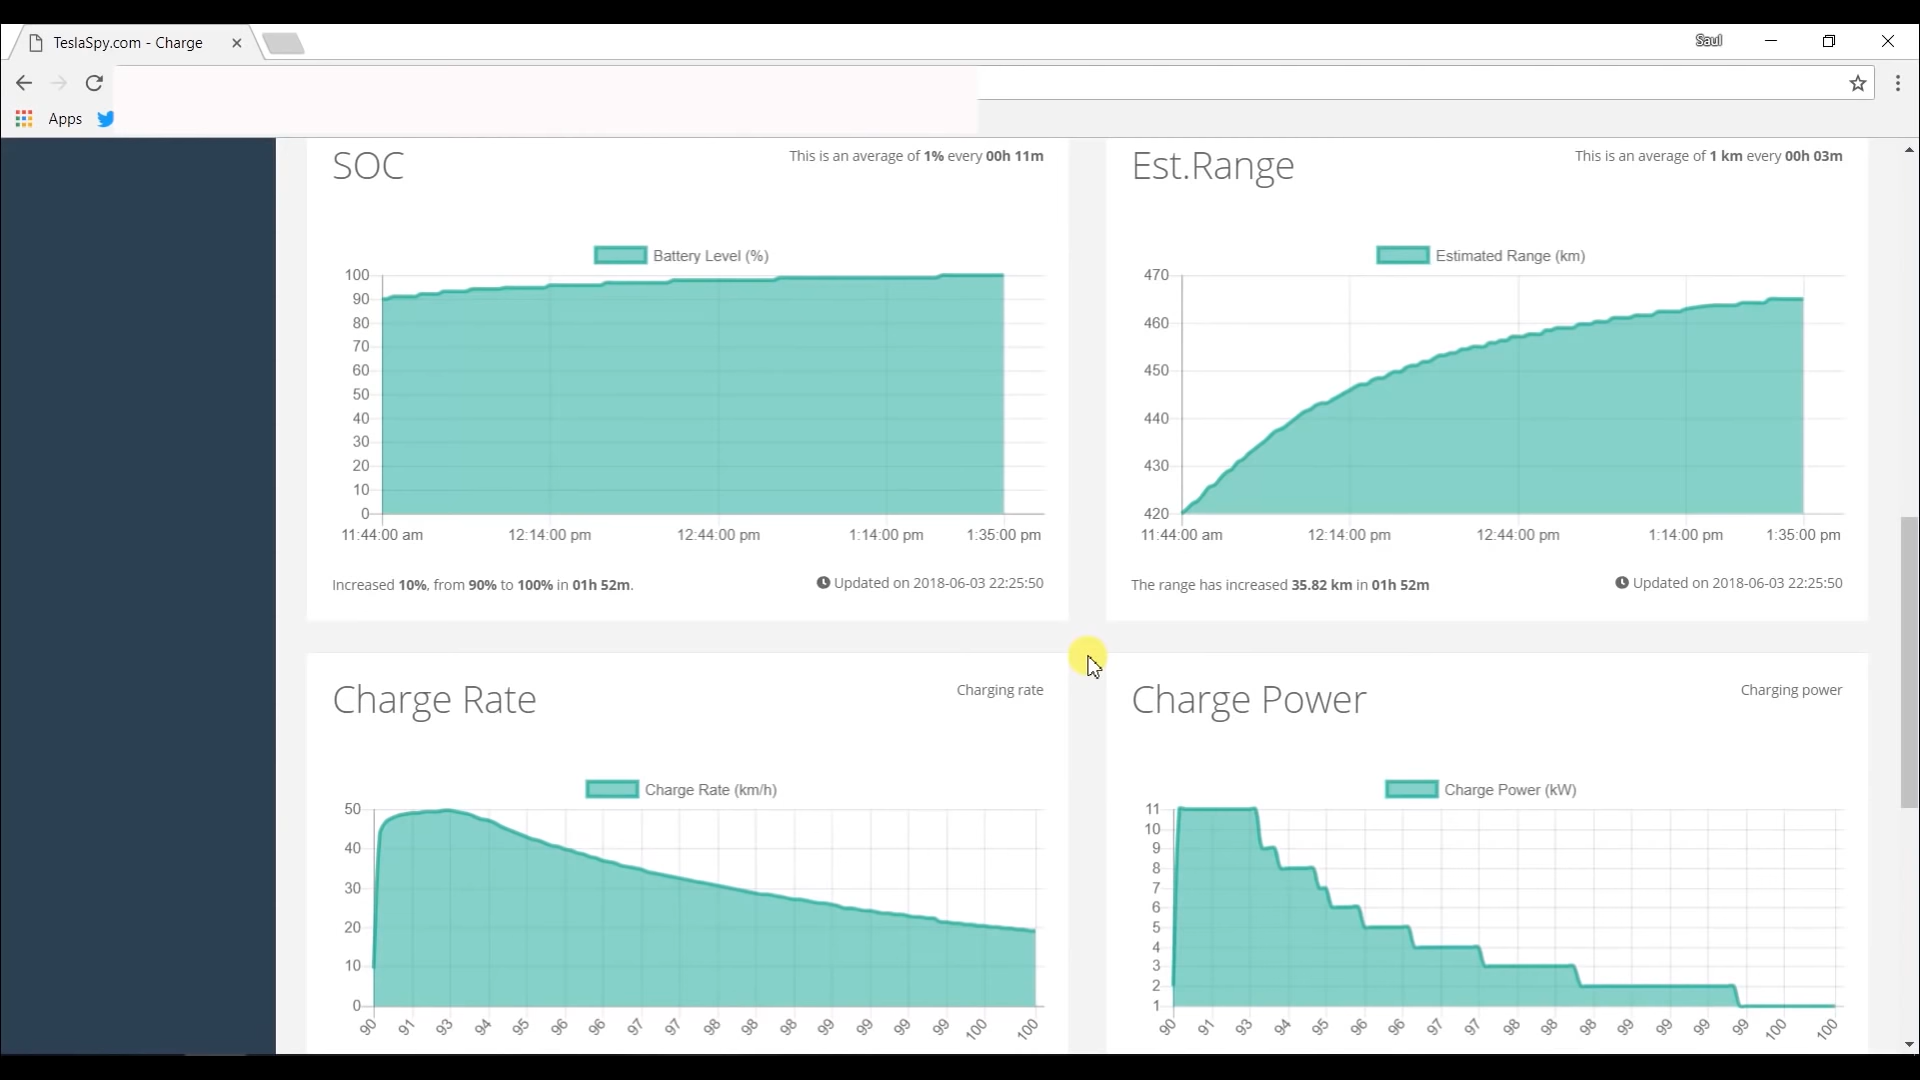 TeslaSpy.com - Charge
Saul
Apps
SOC
This is an average of 1% every 00h 11m
Battery Level (%)
100
90
80
70
60
50
40
30
20
10
0
11:44:00 am 12:14:00 pm 12:44:00 pm 1:14:00 pm 1:35:00 pm
Increased 10%, from 90% to 100% in 01h 52m.
Updated on 2018-06-03 22:25:50
Est.Range
This is an average of 1 km every 00h 03m
Estimated Range (km)
470
460
450
440
430
420
11:44:00 am 12:14:00 pm 12:44:00 pm 1:14:00 pm 1:35:00 pm
The range has increased 35.82 km in 01h 52m
Updated on 2018-06-03 22:25:50
Charge Rate
Charging rate
Charge Rate (km/h)
50
40
30
20
10
0
90 91 93 94 95 96 96 97 97 98 98 98 99 99 99 99 100 100
Charge Power
Charging power
Charge Power (kW)
11
10
9
8
7
6
5
4
3
2
1
90 91 93 94 95 96 96 97 97 98 98 98 99 99 99 99 100 100